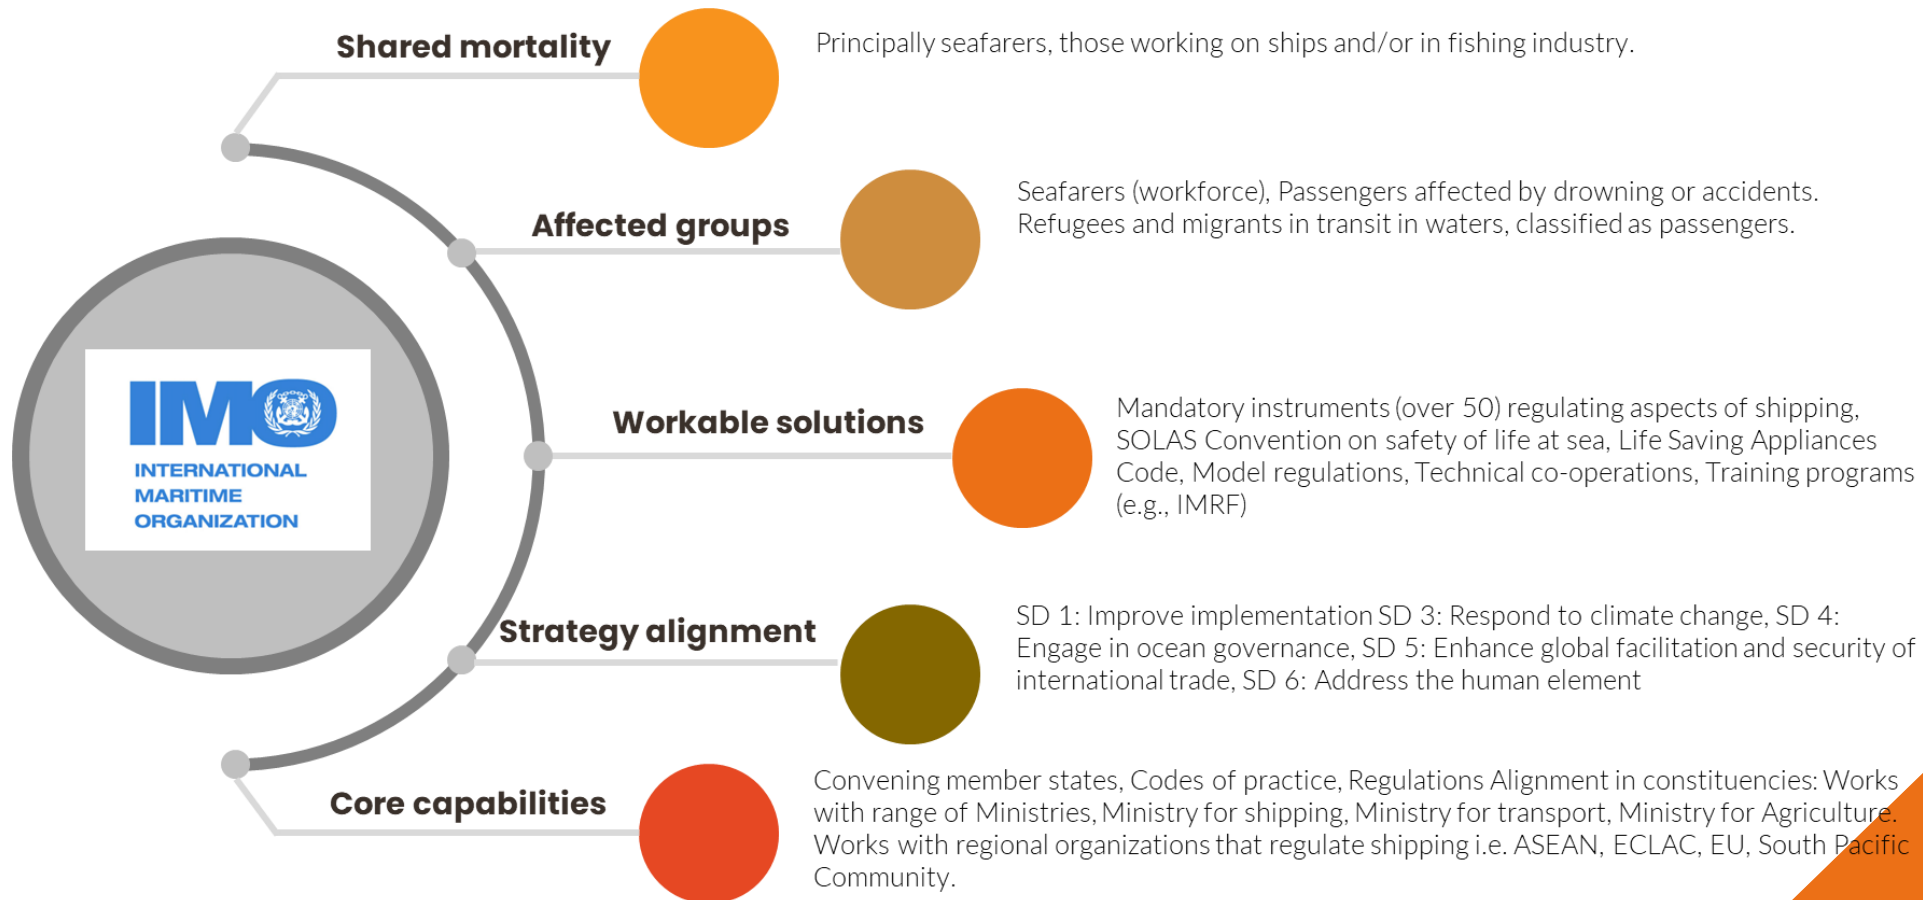 Shared mortality
Principally seafarers, those working on ships and/or in fishing industry.
Affected groups
Seafarers (workforce), Passengers affected by drowning or accidents.
Refugees and migrants in transit in waters, classified as passengers.
IMO
INTERNATIONAL
MARITIME
ORGANIZATION
Workable solutions
Mandatory instruments (over 50) regulating aspects of shipping,
SOLAS Convention on safety of life at sea, Life Saving Appliances
Code, Model regulations, Technical co-operations, Training programs
(e.g., IMRF)
Strategy alignment
SD 1: Improve implementation SD 3: Respond to climate change, SD 4:
Engage in ocean governance, SD 5: Enhance global facilitation and security of
international trade, SD 6: Address the human element
Core capabilities
Convening member states, Codes of practice, Regulations Alignment in constituencies: Works
with range of Ministries, Ministry for shipping, Ministry for transport, Ministry for Agriculture.
Works with regional organizations that regulate shipping i.e. ASEAN, ECLAC, EU, South Pacific
Community.